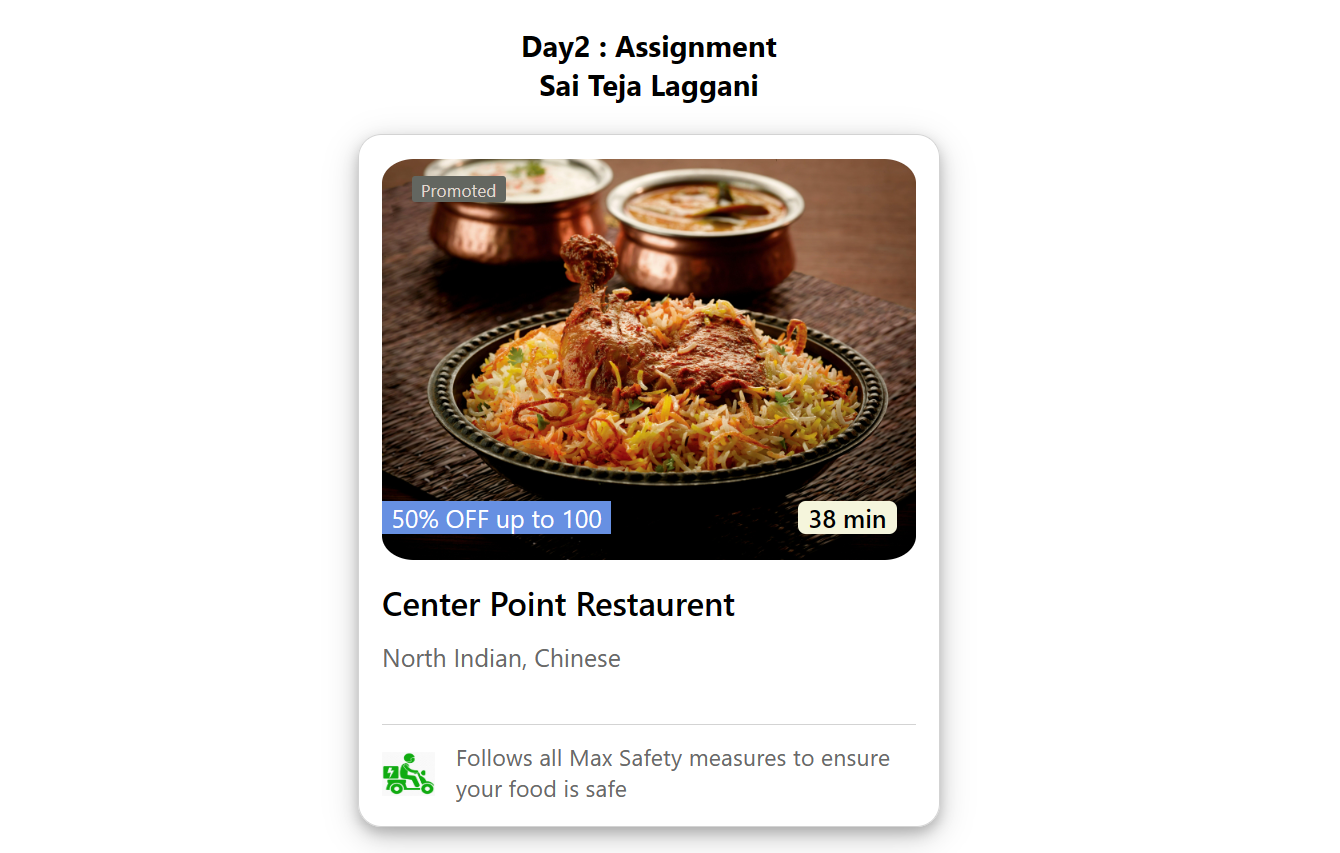 Day2 : Assignment
Sai Teja Laggani
Promoted
50% OFF up to 100
38 min
Center Point Restaurent
North Indian, Chinese
Follows all Max Safety measures to ensure
your food is safe